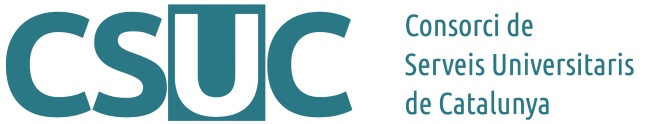 CSUC
Consorci de
Serveis Universitaris
de Catalunya